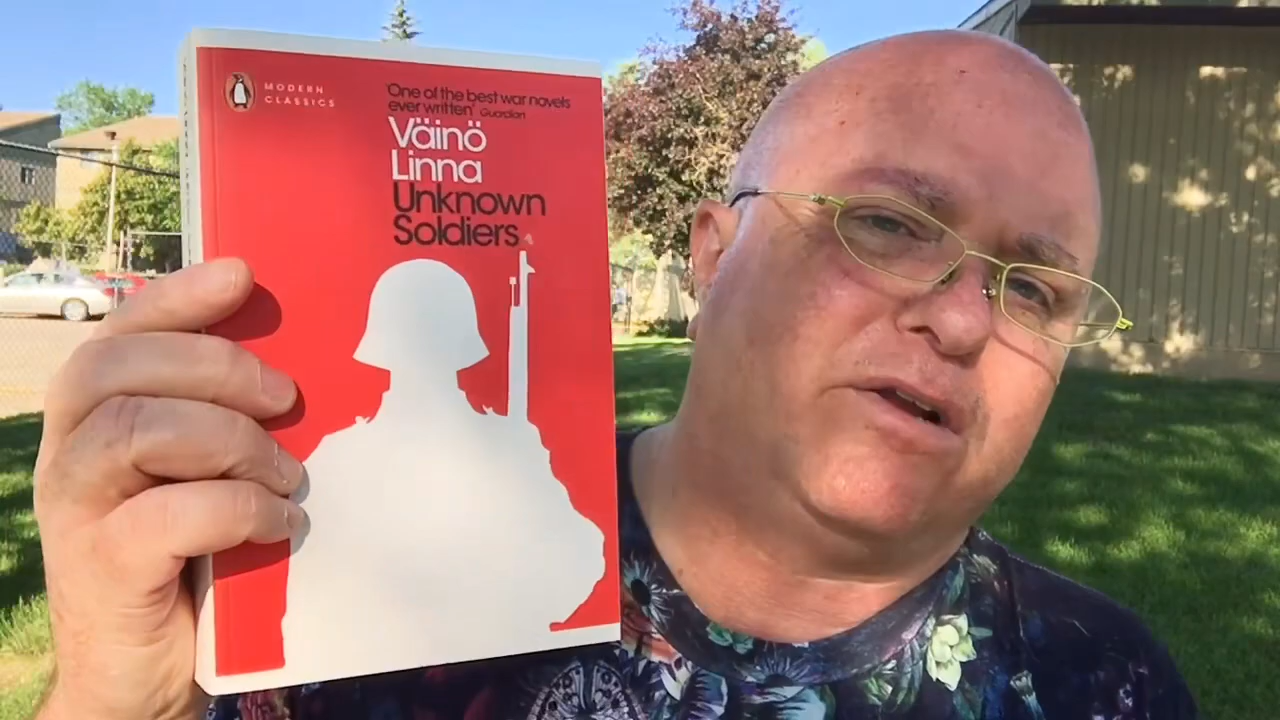 MODERN
CLASSICS
'One of the best war novels
ever written' Guardian
Väinö
Linna
Unknown
Soldiers